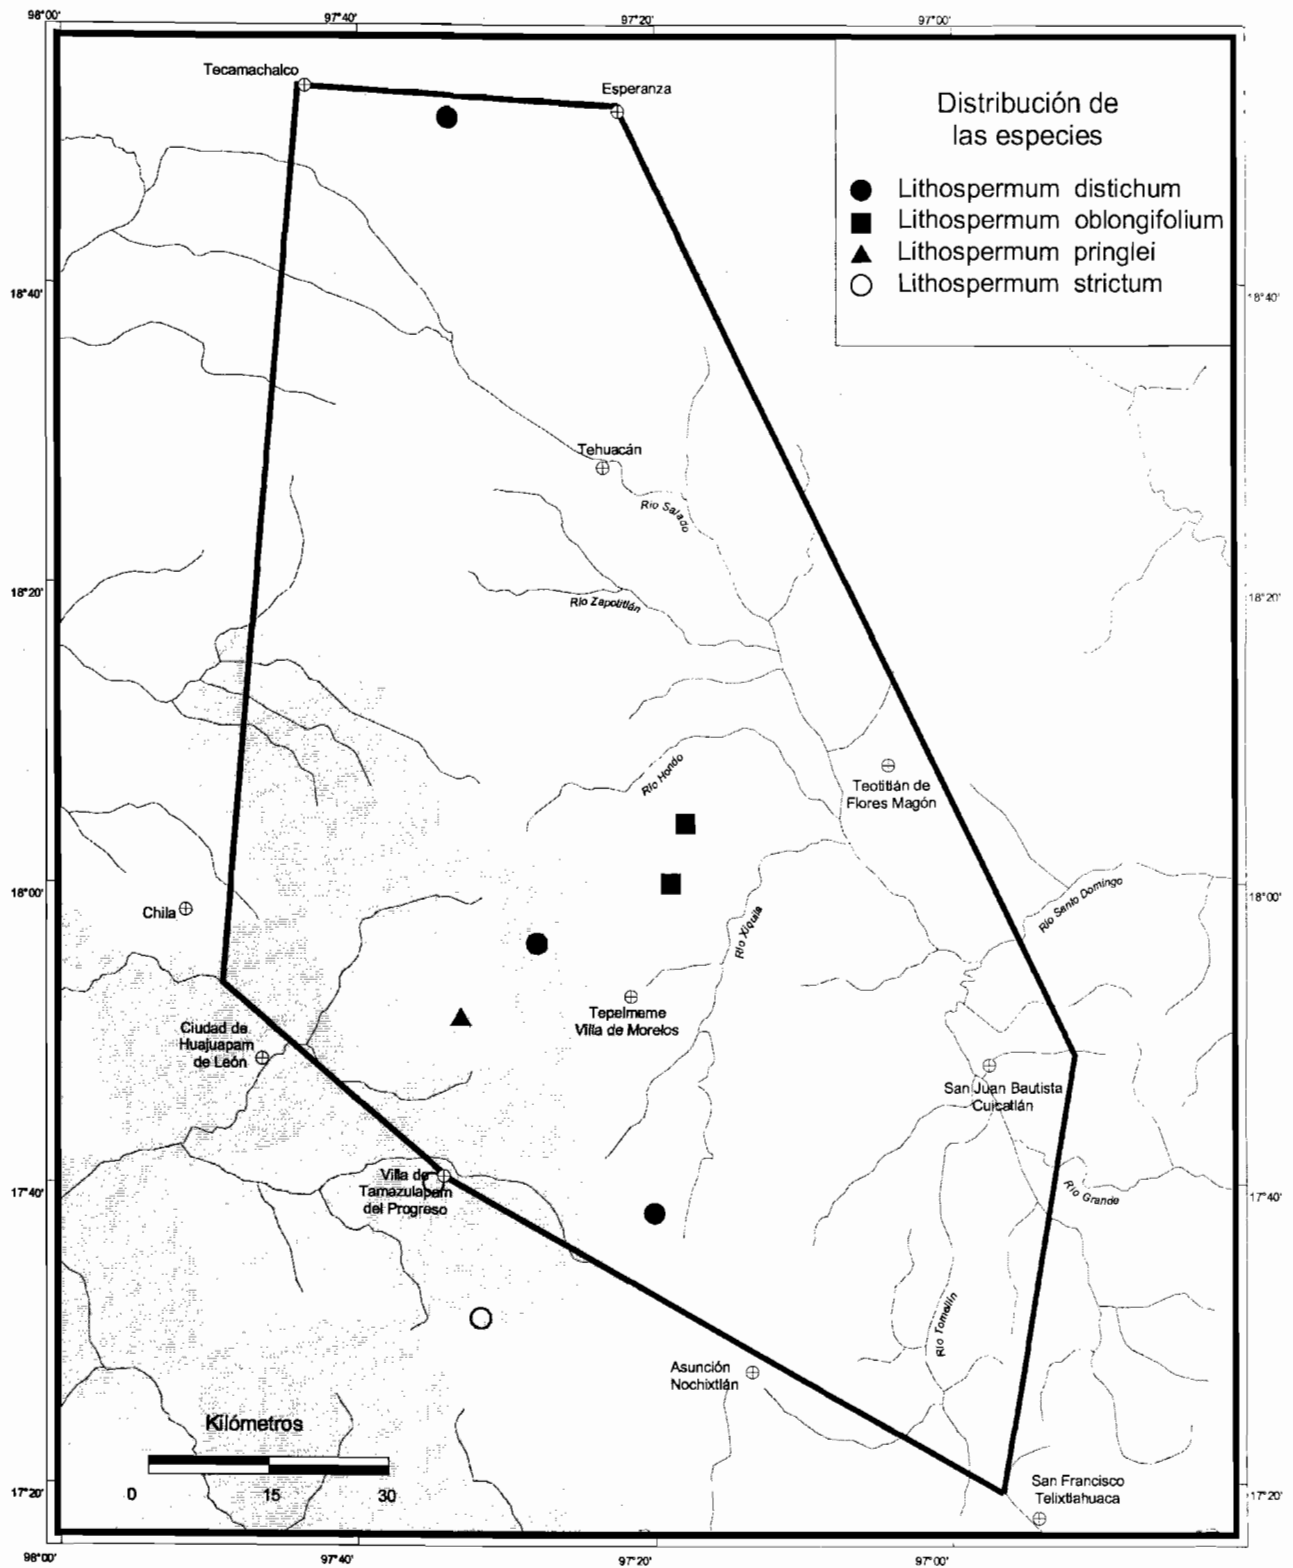 98°00'
97°40'
97°20'
97°00'
Tecamachalco
Esperanza
Distribución de
las especies
Lithospermum distichum
Lithospermum oblongifolium
Lithospermum pringlei
Lithospermum strictum
18°40'
18°40'
Tehuacán
Río Salado
18°20'
18°20'
Río Zapotitlán
Río Hondo
Teotitlán de
Flores Magón
18°00'
18°00'
Chila
Río Xiquila
Río Santo Domingo
Tepelmeme
Villa de Morelos
Ciudad de
Huajuapam
de León
San Juan Bautista
Cuicatlán
17°40'
17°40'
Villa de
Tamazulapam
del Progreso
Río Grande
Río Tomellín
Asunción
Nochixtlán
Kilómetros
0
15
30
17°20'
17°20'
San Francisco
Telixtlahuaca
98°00'
97°40'
97°20'
97°00'